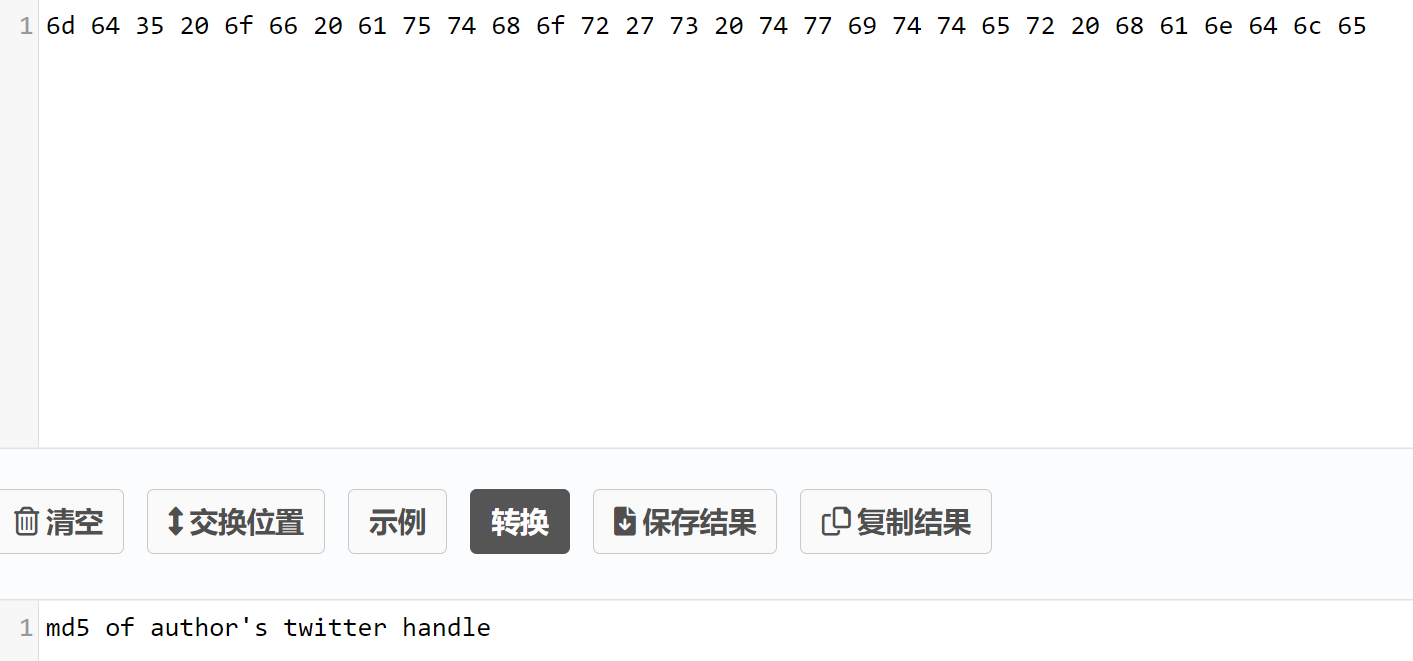 1 6d 64 35 20 6f 66 20 61 75 74 68 6f 72 27 73 20 74 77 69 74 74 65 72 20 68 61 6e 64 6c 65
清空 交换位置 示例 转换 保存结果 复制结果
1 md5 of author's twitter handle